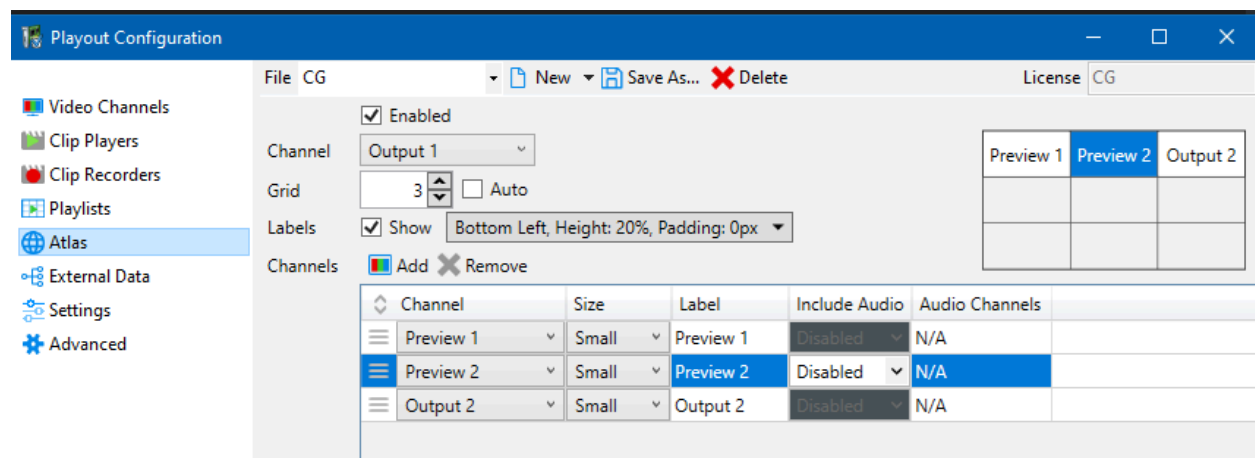 Playout Configuration
File CG New Save As... Delete License CG
Video Channels
Clip Players
Clip Recorders
Playlists
Atlas
External Data
Settings
Advanced
Enabled
Channel Output 1
Grid 3 Auto
Labels Show Bottom Left, Height: 20%, Padding: 0px
Channels Add Remove
Preview 1 Preview 2 Output 2
Channel Size Label Include Audio Audio Channels
Preview 1 Small Preview 1 Disabled N/A
Preview 2 Small Preview 2 Disabled N/A
Output 2 Small Output 2 Disabled N/A